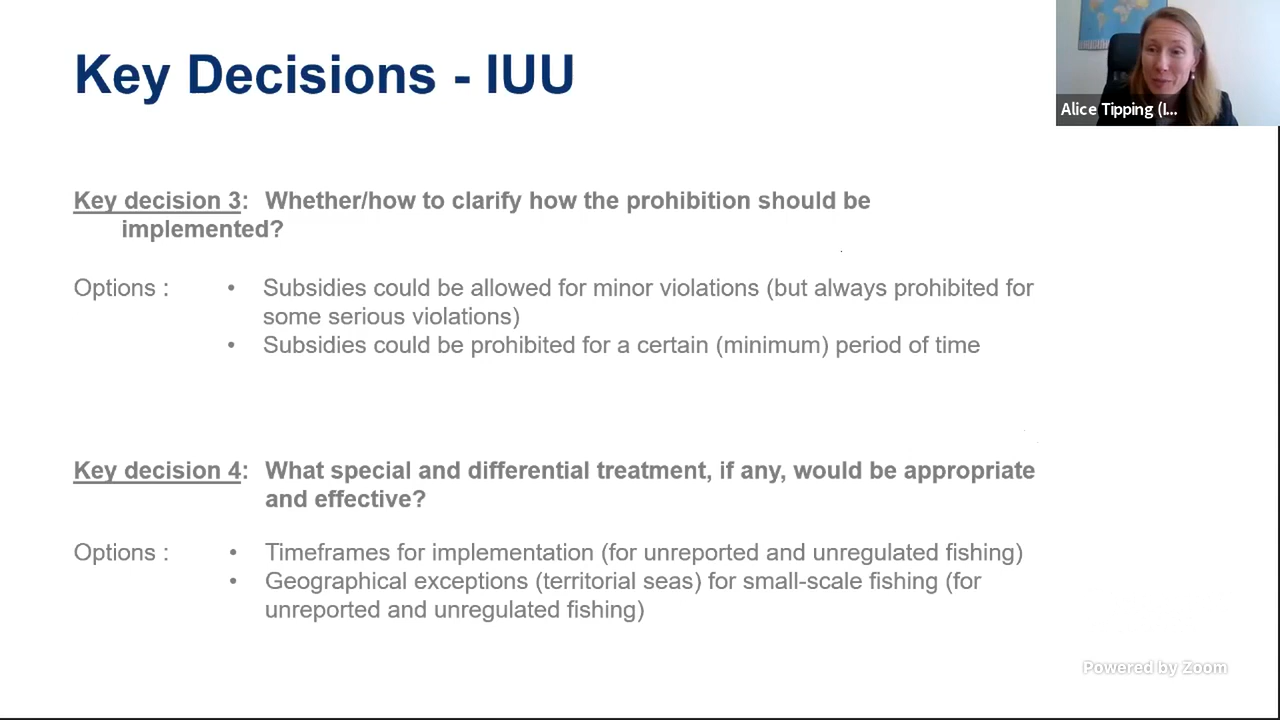 Key Decisions - IUU
Alice Tipping (I...
Key decision 3: Whether/how to clarify how the prohibition should be
implemented?
Options : • Subsidies could be allowed for minor violations (but always prohibited for
some serious violations)
• Subsidies could be prohibited for a certain (minimum) period of time
Key decision 4: What special and differential treatment, if any, would be appropriate
and effective?
Options : • Timeframes for implementation (for unreported and unregulated fishing)
• Geographical exceptions (territorial seas) for small-scale fishing (for
unreported and unregulated fishing)
Powered by Zoom